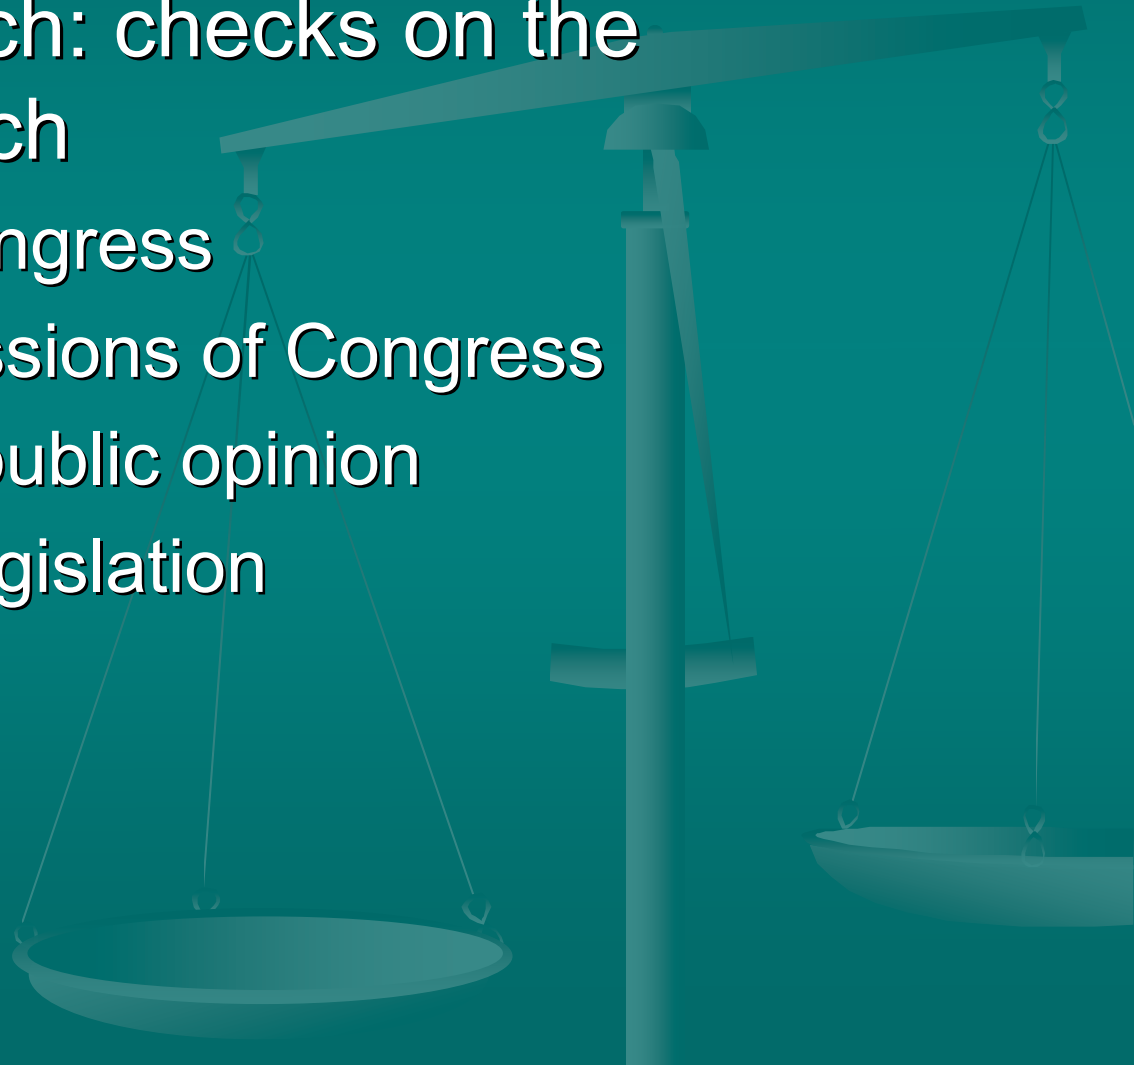 ch: checks on the
ch
ngress
ssions of Congress
public opinion
gislation